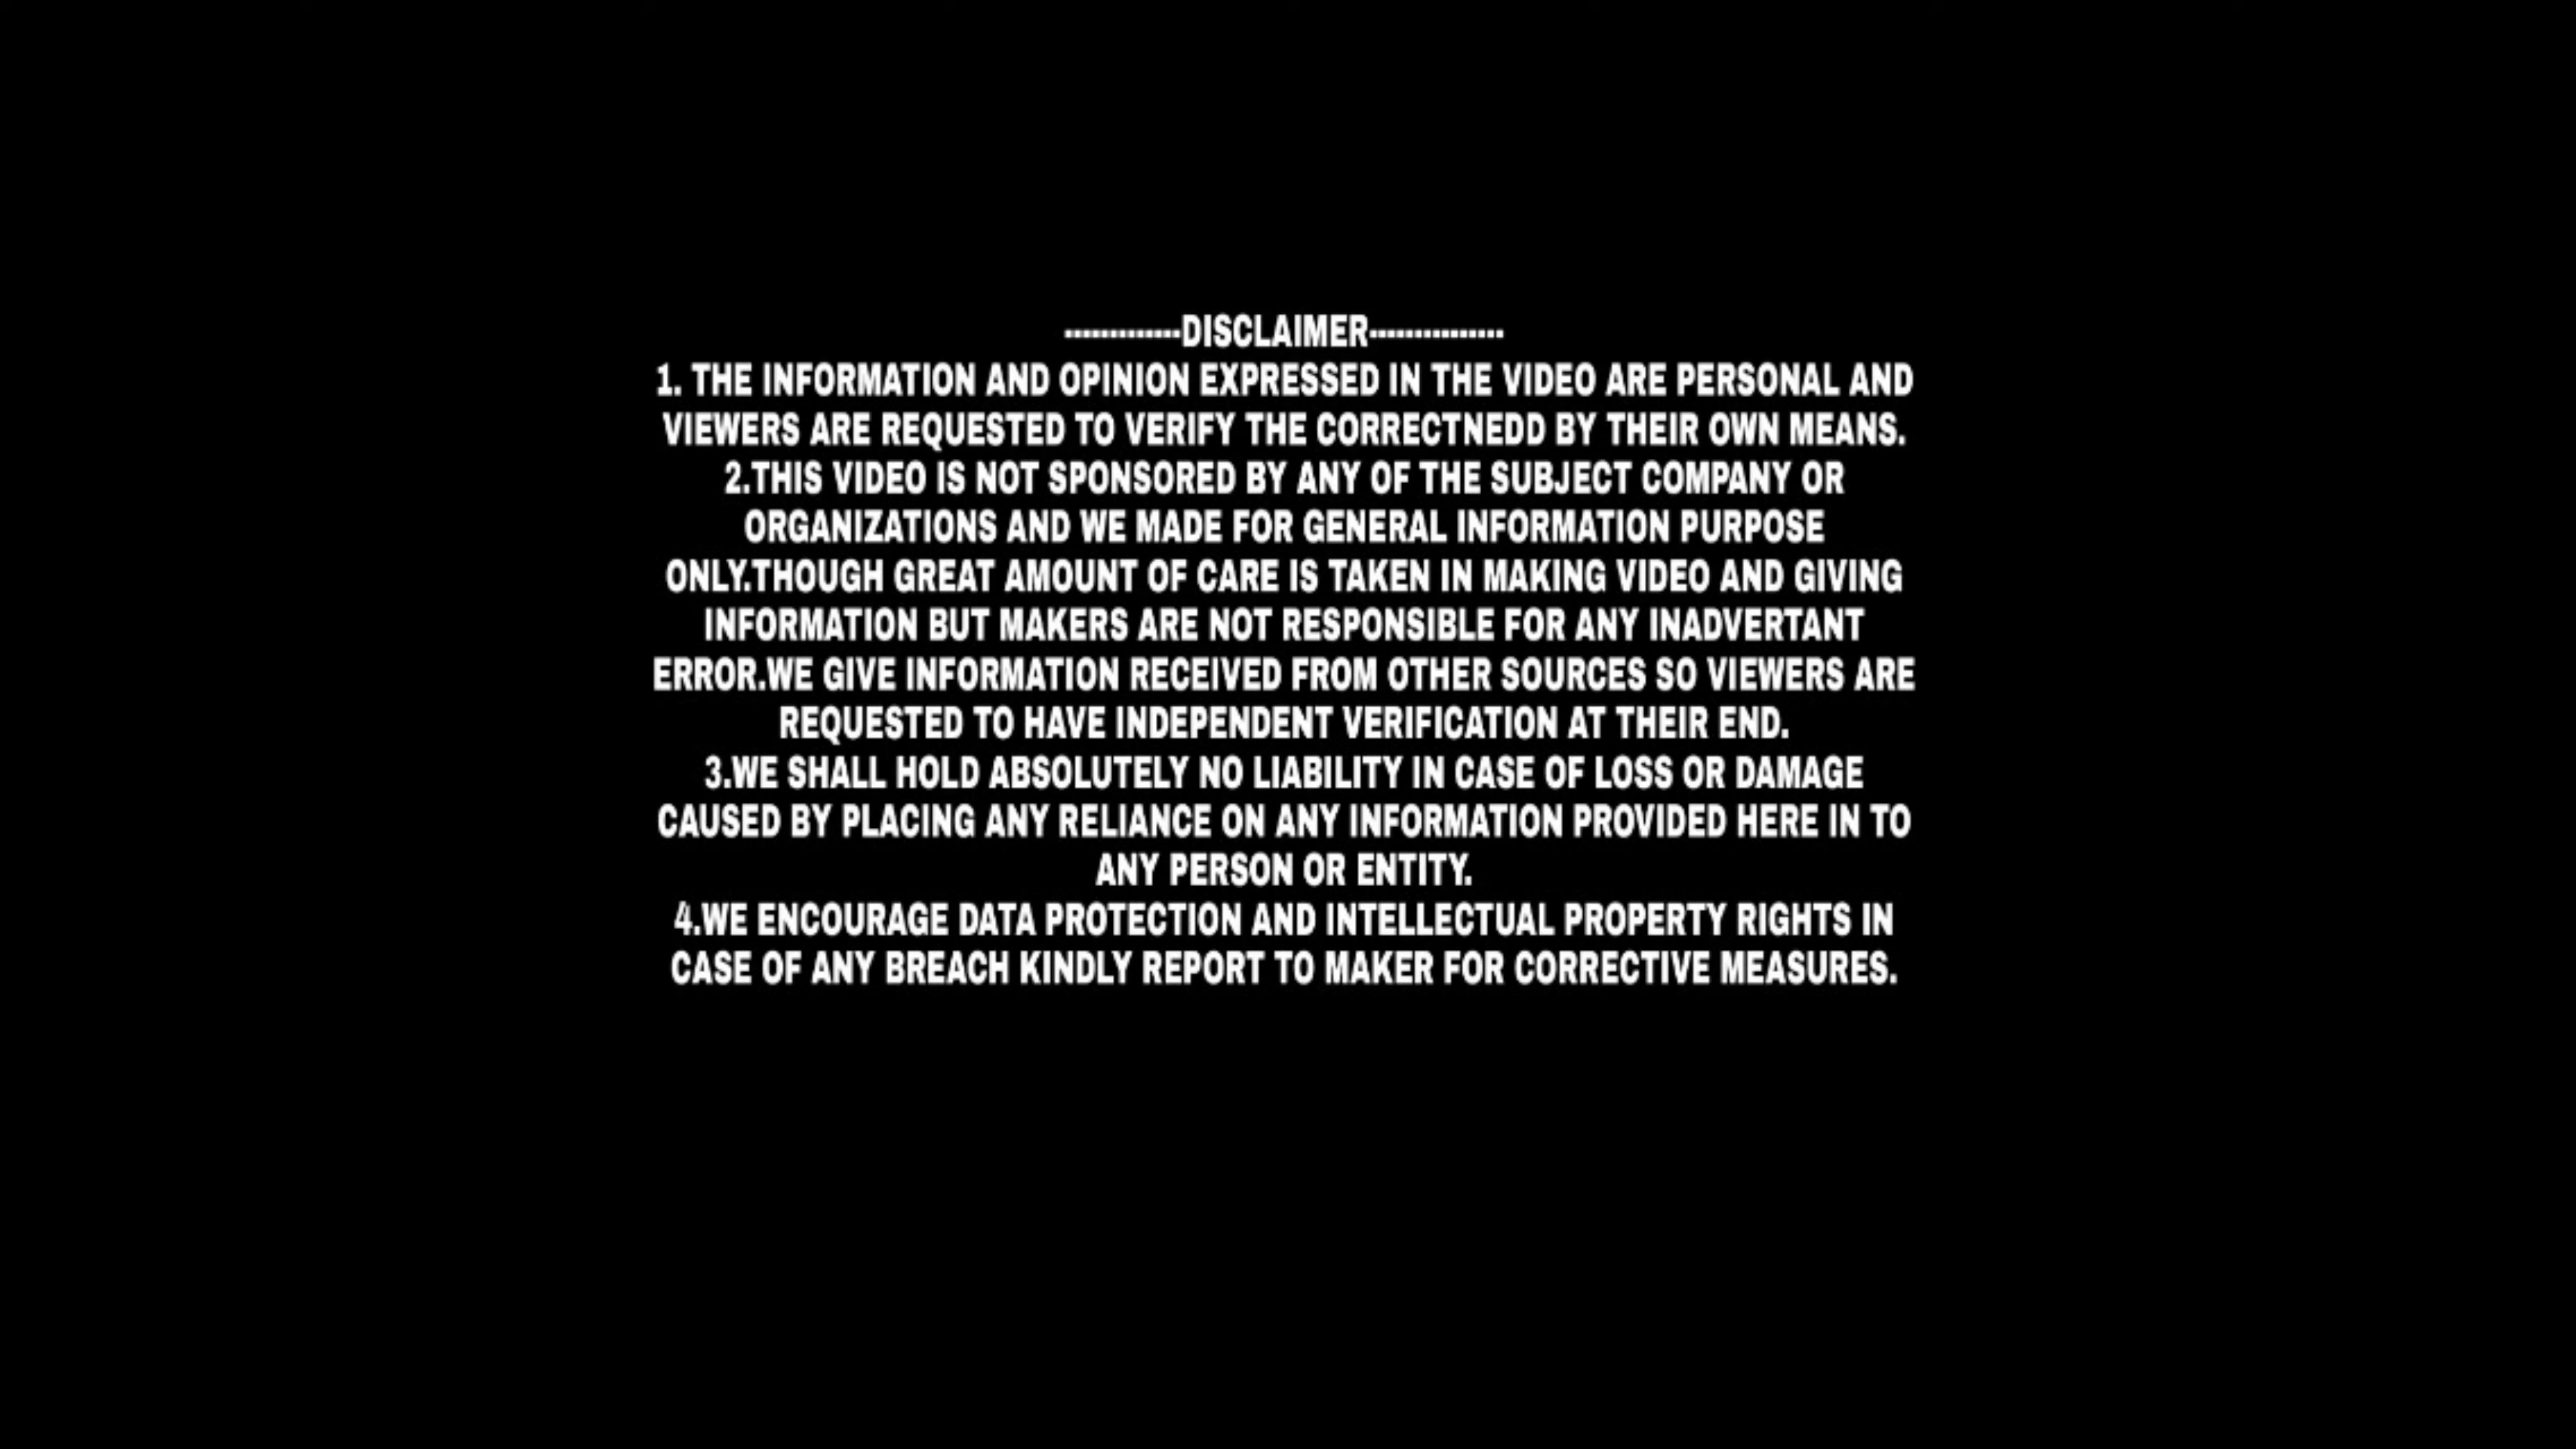 -------------DISCLAIMER---------------
1. THE INFORMATION AND OPINION EXPRESSED IN THE VIDEO ARE PERSONAL AND
VIEWERS ARE REQUESTED TO VERIFY THE CORRECTNEDD BY THEIR OWN MEANS.
2.THIS VIDEO IS NOT SPONSORED BY ANY OF THE SUBJECT COMPANY OR
ORGANIZATIONS AND WE MADE FOR GENERAL INFORMATION PURPOSE
ONLY.THOUGH GREAT AMOUNT OF CARE IS TAKEN IN MAKING VIDEO AND GIVING
INFORMATION BUT MAKERS ARE NOT RESPONSIBLE FOR ANY INADVERTANT
ERROR.WE GIVE INFORMATION RECEIVED FROM OTHER SOURCES SO VIEWERS ARE
REQUESTED TO HAVE INDEPENDENT VERIFICATION AT THEIR END.
3.WE SHALL HOLD ABSOLUTELY NO LIABILITY IN CASE OF LOSS OR DAMAGE
CAUSED BY PLACING ANY RELIANCE ON ANY INFORMATION PROVIDED HERE IN TO
ANY PERSON OR ENTITY.
4.WE ENCOURAGE DATA PROTECTION AND INTELLECTUAL PROPERTY RIGHTS IN
CASE OF ANY BREACH KINDLY REPORT TO MAKER FOR CORRECTIVE MEASURES.